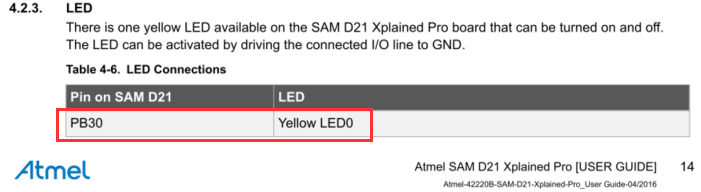 4.2.3. LED
There is one yellow LED available on the SAM D21 Xplained Pro board that can be turned on and off.
The LED can be activated by driving the connected I/O line to GND.
Table 4-6. LED Connections
Pin on SAM D21 LED
PB30 Yellow LED0
Atmel
Atmel SAM D21 Xplained Pro [USER GUIDE] 14
Atmel-42220B-SAM-D21-Xplained-Pro_User Guide-04/2016